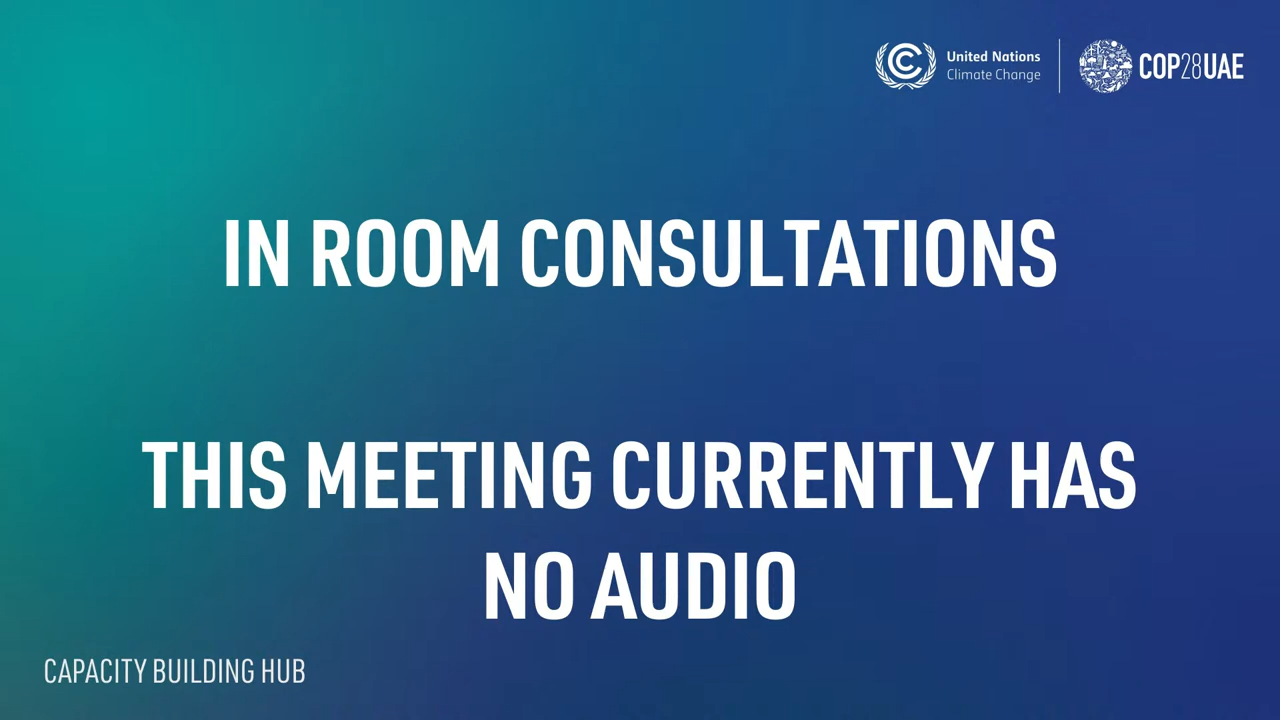 United Nations
Climate Change
COP28UAE
IN ROOM CONSULTATIONS
THIS MEETING CURRENTLY HAS
NO AUDIO
CAPACITY BUILDING HUB